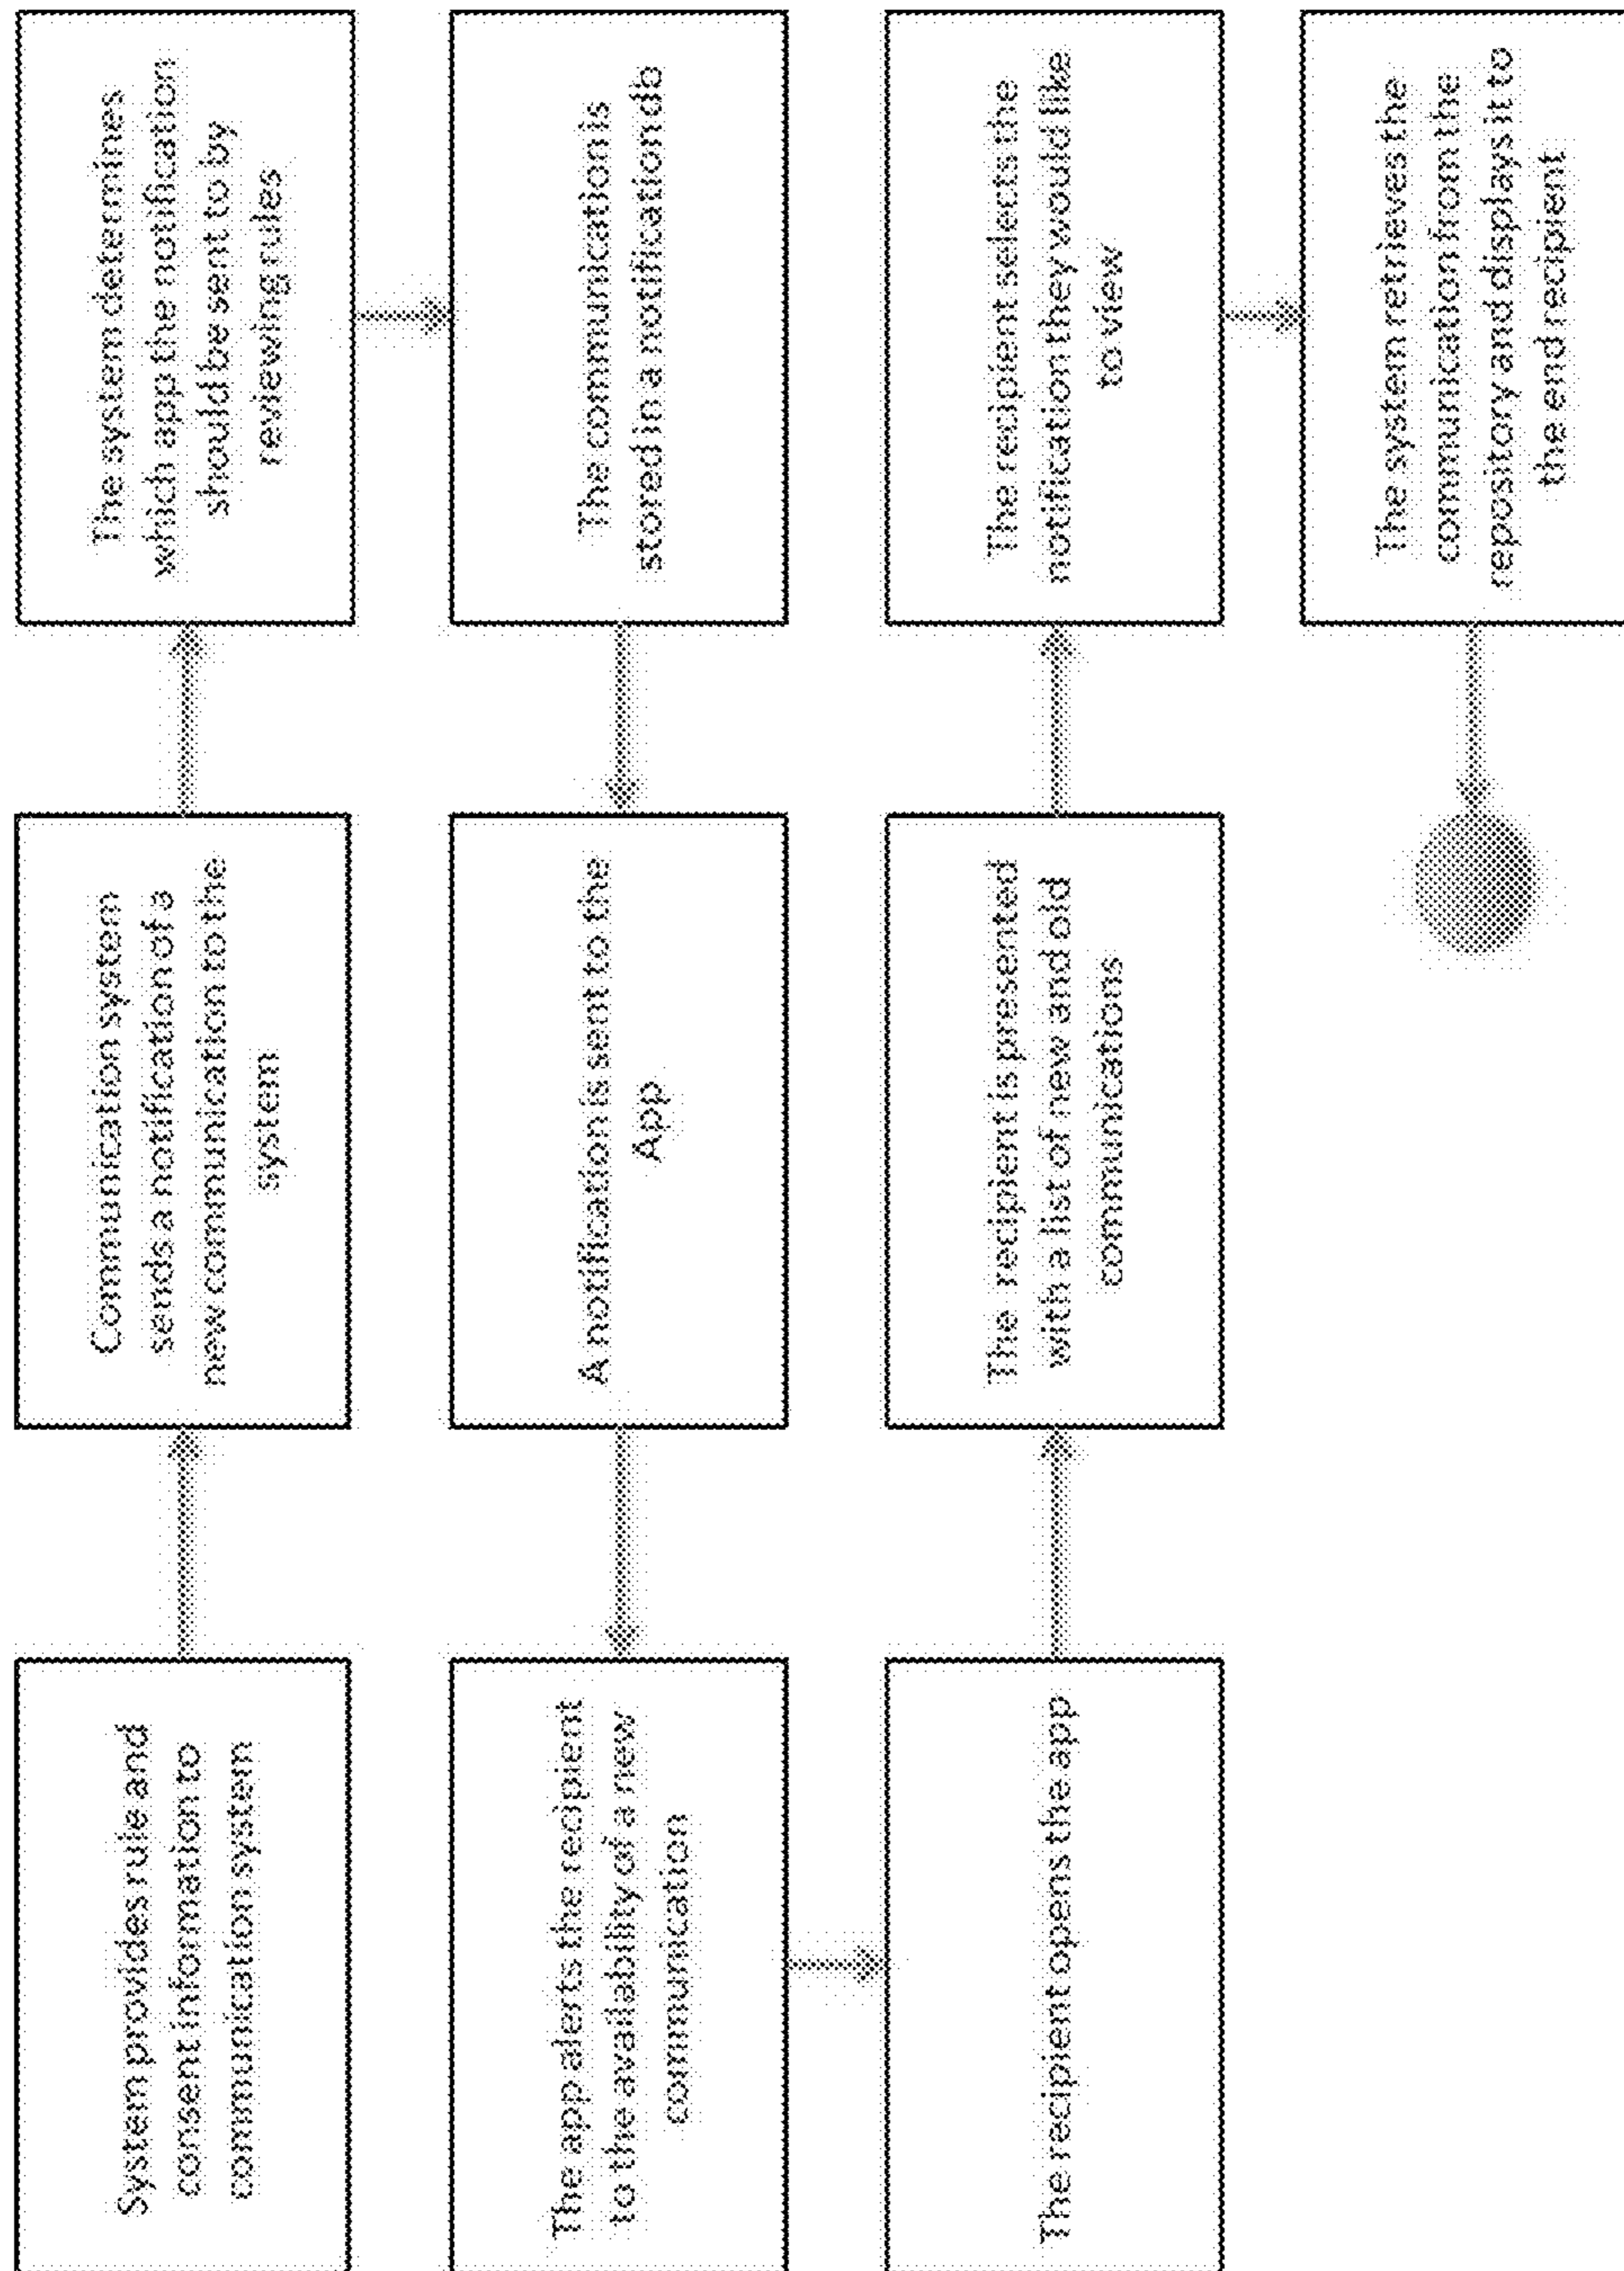 System provides rule and
consent information to
communication system
Communication system
sends a notification of a
new communication to the
system
The system determines
which app the notification
should be sent to by
reviewing rules
The communication is
stored in a notification db
A notification is sent to the
App
The app alerts the recipient
to the availability of a new
communication
The recipient opens the app
The recipient is presented
with a list of new and old
communications
The recipient selects the
notification they would like
to view
The system retrieves the
communication from the
repository and displays it to
the end recipient